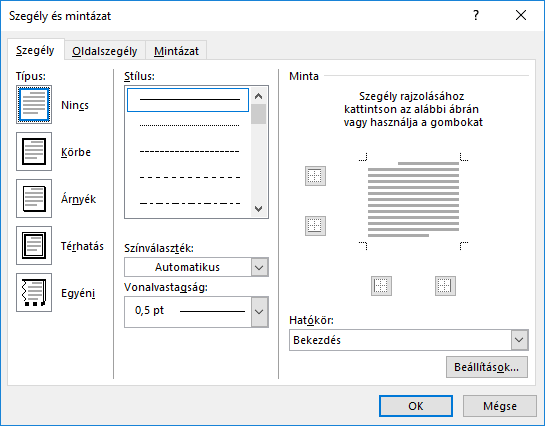 Szegély és mintázat
Szegély
Oldalszegély
Mintázat
Típus:
Nincs
Körbe
Árnyék
Térhatás
Egyéni
Stílus:
Színválaszték:
Automatikus
Vonalvastagság:
0,5 pt
Minta
Szegély rajzolásához
kattintson az alábbi ábrán
vagy használja a gombokat
Hatókör:
Bekezdés
Beállítások...
OK
Mégse